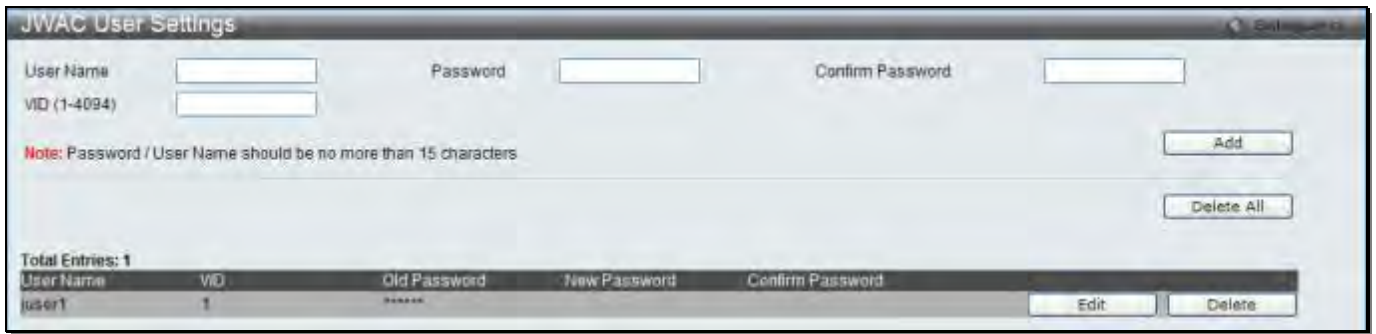 JWAC User Settings
User Name Password Confirm Password
VID (1-4094)
Note: Password / User Name should be no more than 15 characters
Add
Delete All
Total Entries: 1
User Name VID Old Password New Password Confirm Password
juser1 1 ****** Edit Delete